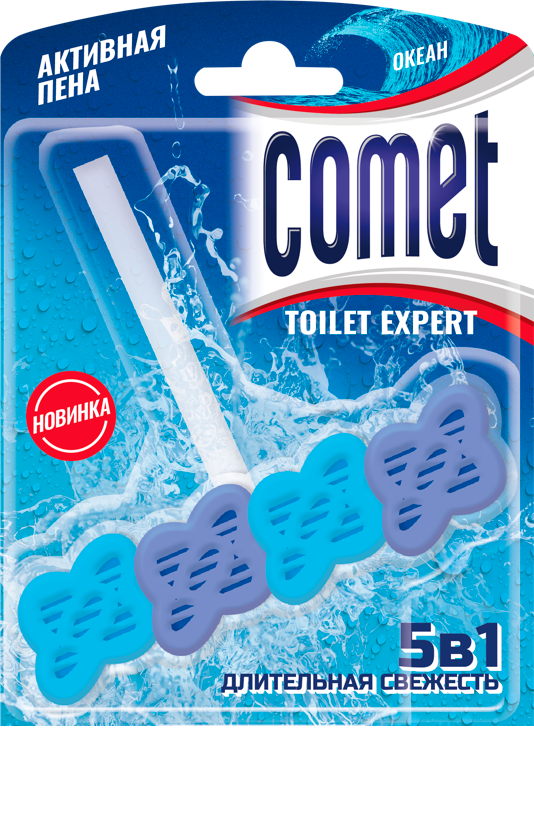 АКТИВНАЯ
ПЕНА
ОКЕАН
comet
TOILET EXPERT
НОВИНКА
5в1
ДЛИТЕЛЬНАЯ СВЕЖЕСТЬ